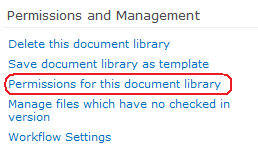 Permissions and Management
Delete this document library
Save document library as template
Permissions for this document library
Manage files which have no checked in
version
Workflow Settings